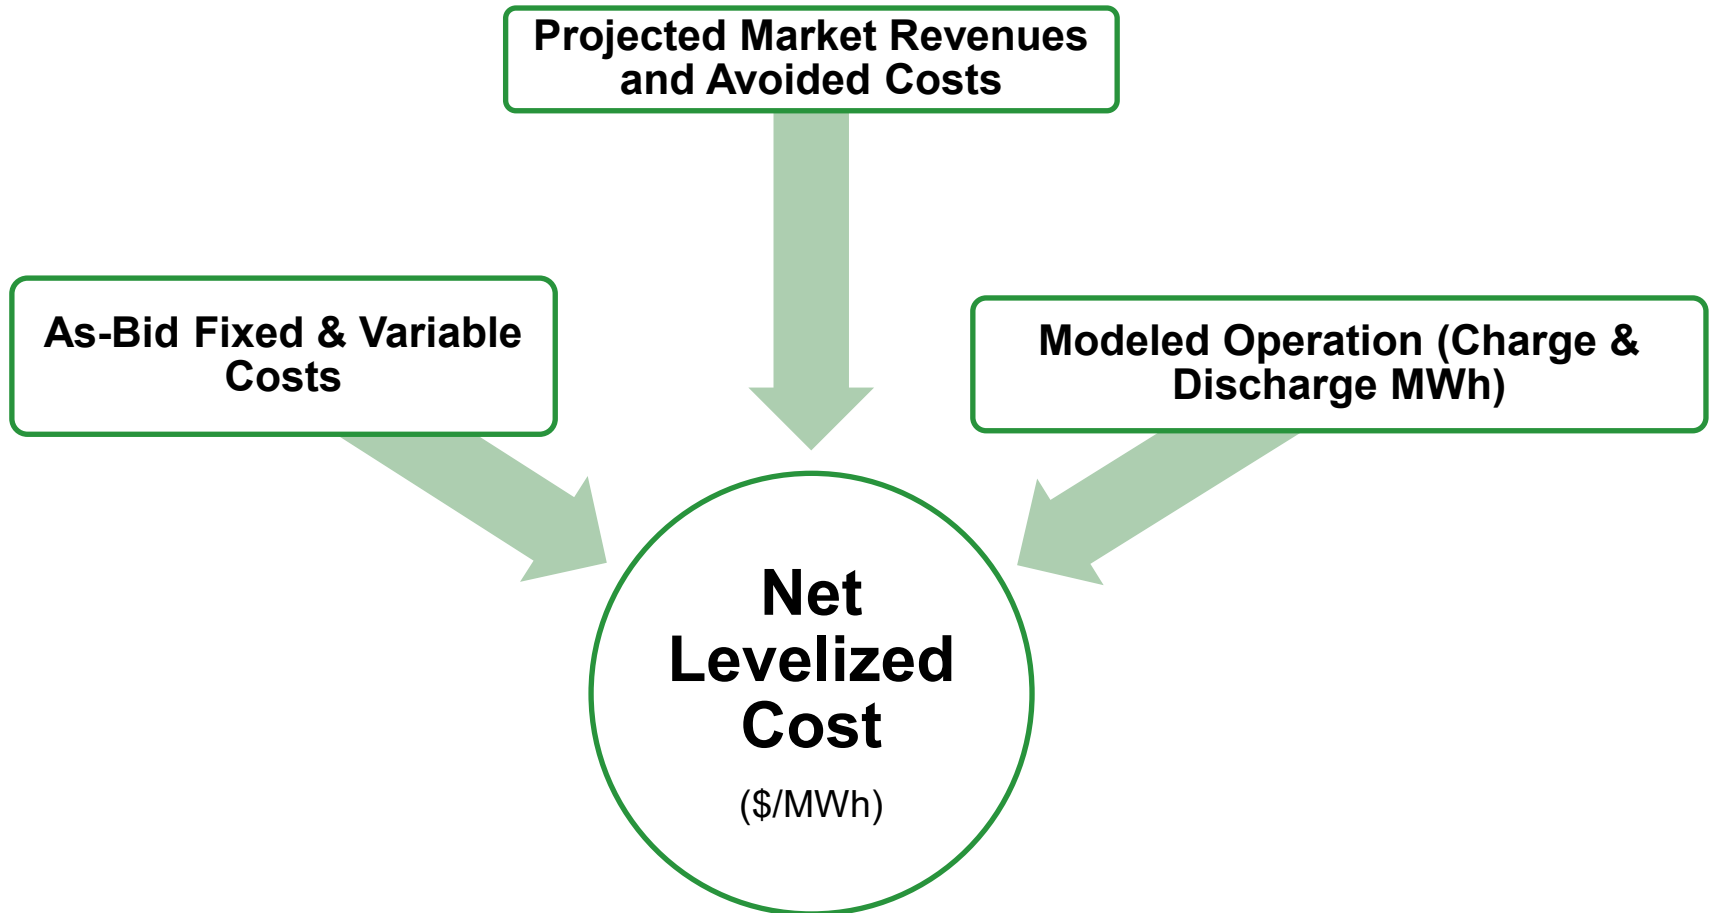 Projected Market Revenues
and Avoided Costs
As-Bid Fixed & Variable
Costs
Modeled Operation (Charge &
Discharge MWh)
Net
Levelized
Cost
($/MWh)